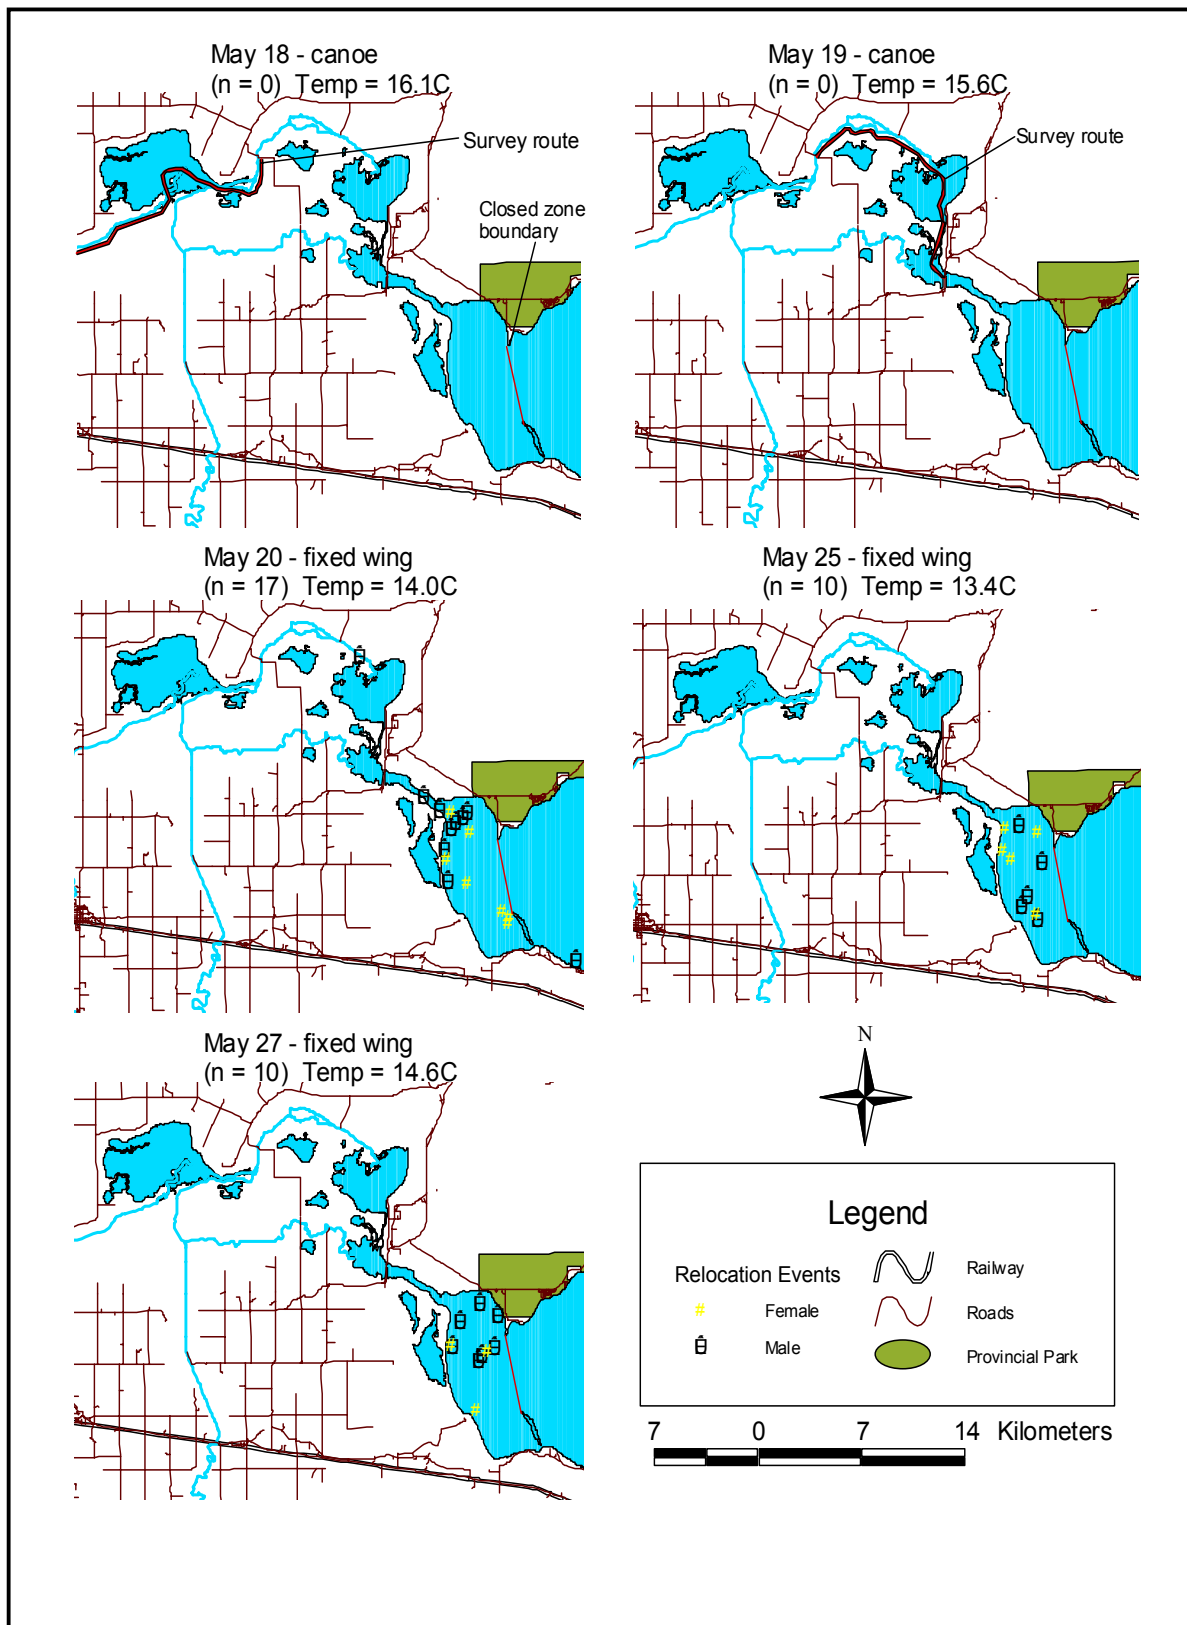 May 18 - canoe
(n = 0)  Temp = 16.1C
Survey route
Closed zone
boundary
May 19 - canoe
(n = 0)  Temp = 15.6C
Survey route
May 20 - fixed wing
(n = 17)  Temp = 14.0C
May 25 - fixed wing
(n = 10)  Temp = 13.4C
May 27 - fixed wing
(n = 10)  Temp = 14.6C
N
Legend
Relocation Events
# Female
Male
Railway
Roads
Provincial Park
7 0 7 14 Kilometers